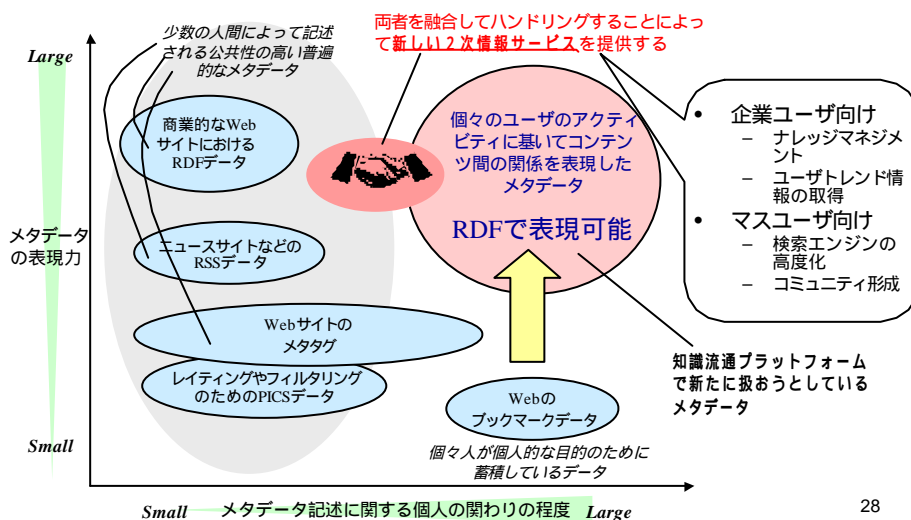 両者を融合してハンドリングすることによっ
て新しい2次情報サービスを提供する
少数の人間によって記述
される公共性の高い普遍
的なメタデータ
Large
商業的なWeb
サイトにおける
RDFデータ
個々のユーザのアクティ
ビティに基いてコンテン
ツ間の関係を表現した
メタデータ
RDFで表現可能
• 企業ユーザ向け
– ナレッジマネジメ
ント
– ユーザトレンド情
報の取得
• マスユーザ向け
– 検索エンジンの
高度化
– コミュニティ形成
メタデータ
の表現力
ニュースサイトなどの
RSSデータ
Webサイトの
メタタグ
レイティングやフィルタリング
のためのPICSデータ
知識流通プラットフォーム
で新たに扱おうとしている
メタデータ
Webの
ブックマークデータ
個々人が個人的な目的のために
蓄積しているデータ
Small
Small メタデータ記述に関する個人の関わりの程度 Large
28